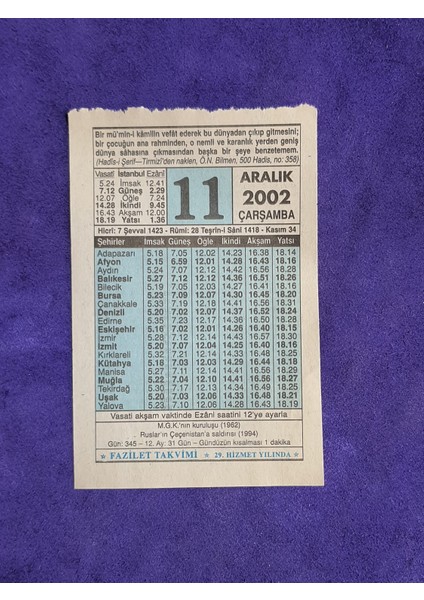 Bir mü'min-i kâmilin vefât ederek bu dünyadan çıkıp gitmesini;
bir çocuğun ana rahminden, o nemli ve karanlık yerden geniş
dünya sâhasına çıkmasından başka bir şeye benzetemem.
(Hadîs-i Şerif—Tirmizî'den naklen, Ö.N. Bilmen, 500 Hadis, no: 358)
Vasatî İstanbul Ezânî
5.24 İmsak 12.41
7.12 Güneş 2.29
12.07 Öğle 7.24
14.28 İkindi 9.45
16.43 Akşam 12.00
18.19 Yatsı 1.36
11
ARALIK
2002
ÇARŞAMBA
Hicrî: 7 Şevval 1423 - Rûmî: 28 Teşrîn-i Sânî 1418 - Kasım 34
Şehirler İmsak Güneş Öğle İkindi Akşam Yatsı
Adapazarı 5.18 7.05 12.02 14.23 16.38 18.14
Afyon 5.15 6.59 12.01 14.28 16.43 18.16
Aydın 5.24 7.07 12.12 14.42 16.56 18.28
Balıkesir 5.27 7.12 12.12 14.36 16.51 18.26
Bilecik 5.19 7.05 12.03 14.26 16.41 18.16
Bursa 5.23 7.09 12.07 14.30 16.45 18.20
Çanakkale 5.33 7.19 12.18 14.41 16.56 18.31
Denizli 5.20 7.02 12.07 14.37 16.52 18.24
Edirne 5.35 7.23 12.17 14.35 16.50 18.28
Eskişehir 5.16 7.02 12.01 14.26 16.40 18.15
İzmir 5.28 7.12 12.14 14.43 16.57 18.30
İzmit 5.20 7.07 12.04 14.25 16.40 18.16
Kırklareli 5.32 7.21 12.14 14.33 16.48 18.25
Kütahya 5.18 7.03 12.03 14.29 16.44 18.18
Manisa 5.27 7.11 12.14 14.41 16.56 18.29
Muğla 5.22 7.04 12.10 14.41 16.56 18.27
Tekirdağ 5.30 7.17 12.13 14.34 16.49 18.26
Uşak 5.20 7.03 12.06 14.33 16.48 18.21
Yalova 5.23 7.10 12.06 14.28 16.43 18.19
Vasatî akşam vaktinde Ezânî saatini 12'ye ayarla
M.G.K.'nın kuruluşu (1962)
Ruslar'ın Çeçenistan'a saldırısı (1994)
Gün: 345 – 12. Ay: 31 Gün – Gündüzün kısalması 1 dakika
★ FAZİLET TAKVİMİ ★ 29. HİZMET YILINDA ★